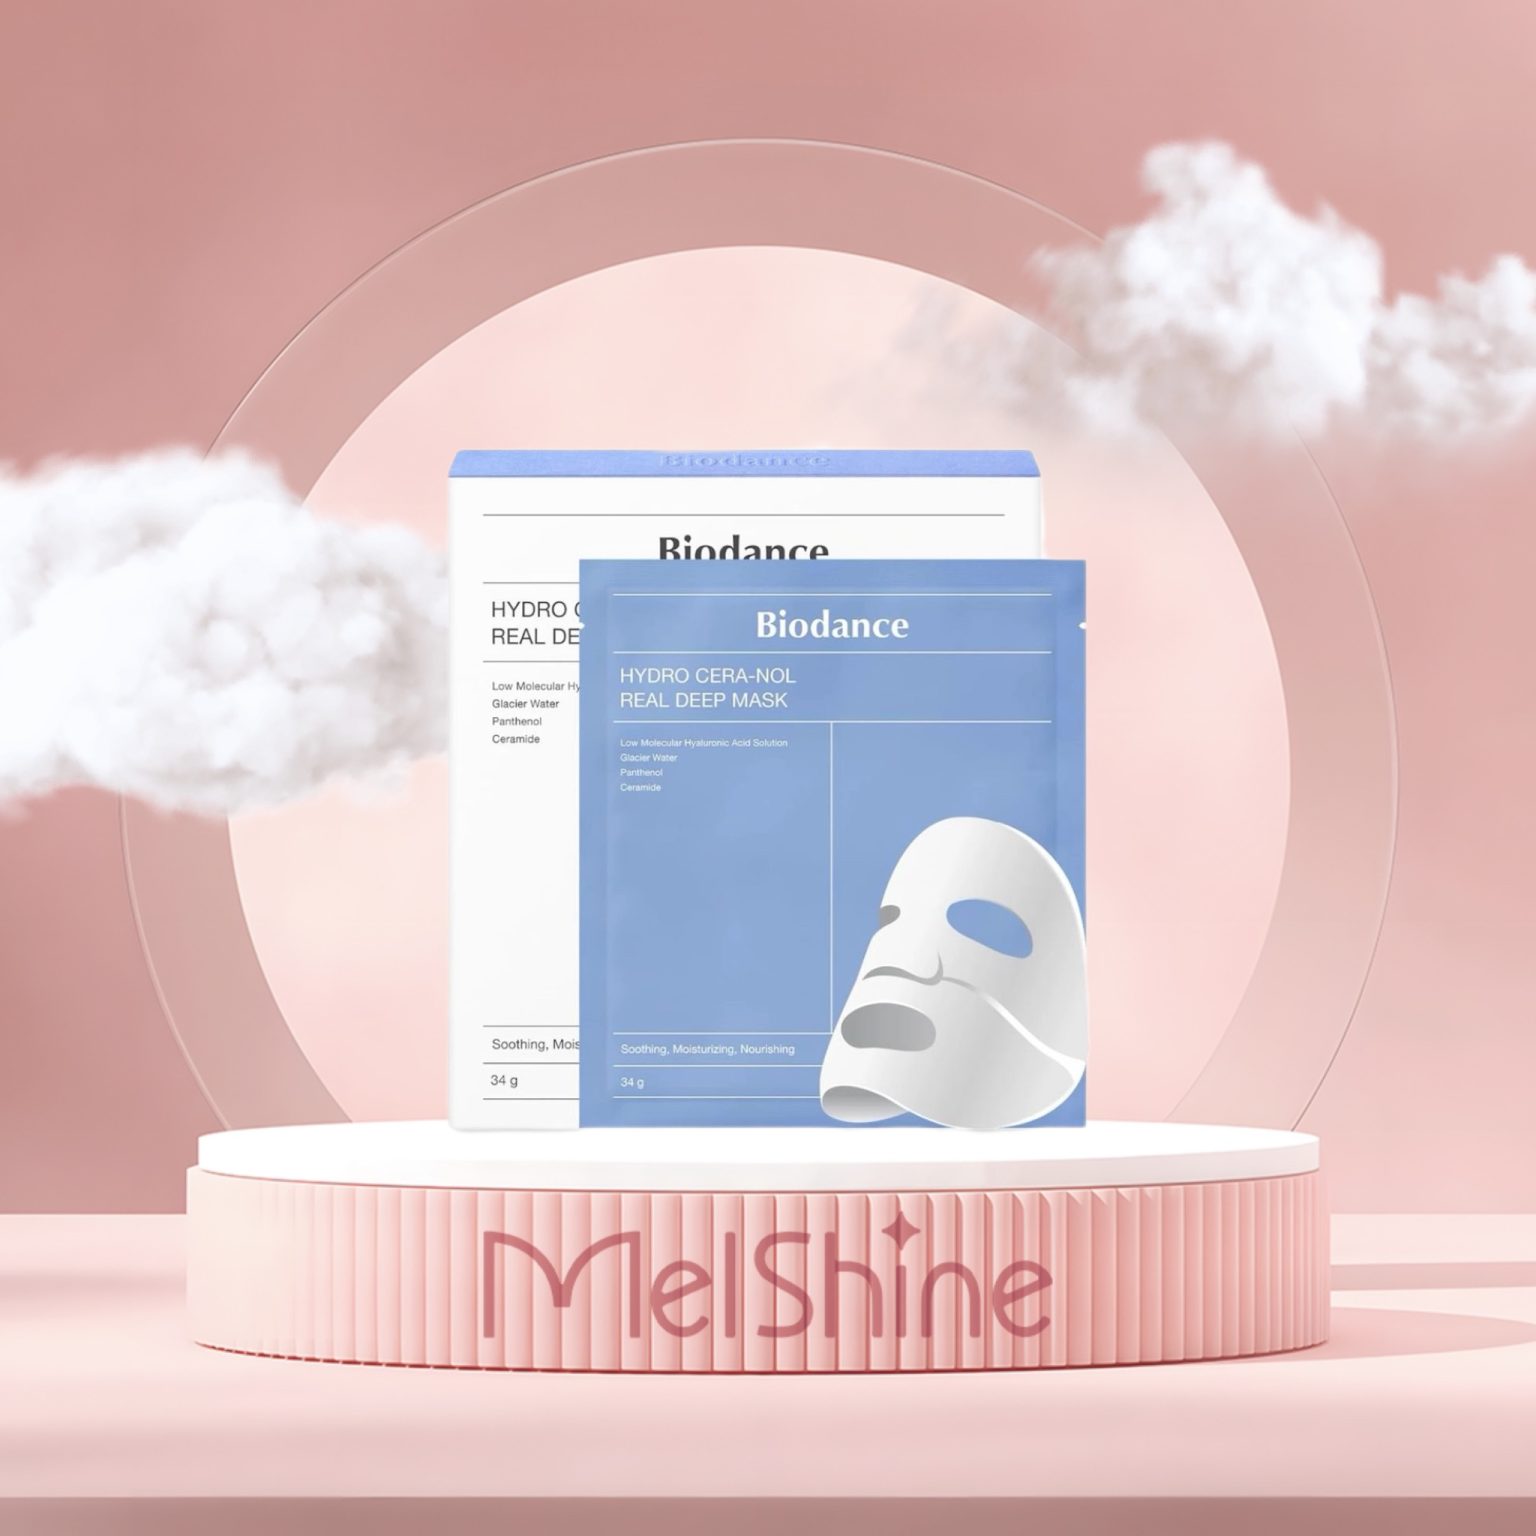 Biodance
Biodance
HYDRO C
REAL DE
Low Molecular Hy
Glacier Water
Panthenol
Ceramide
Soothing, Mois
34 g
Biodance
HYDRO CERA-NOL
REAL DEEP MASK
Low Molecular Hyaluronic Acid Solution
Glacier Water
Panthenol
Ceramide
Soothing, Moisturizing, Nourishing
34 g
MelShine